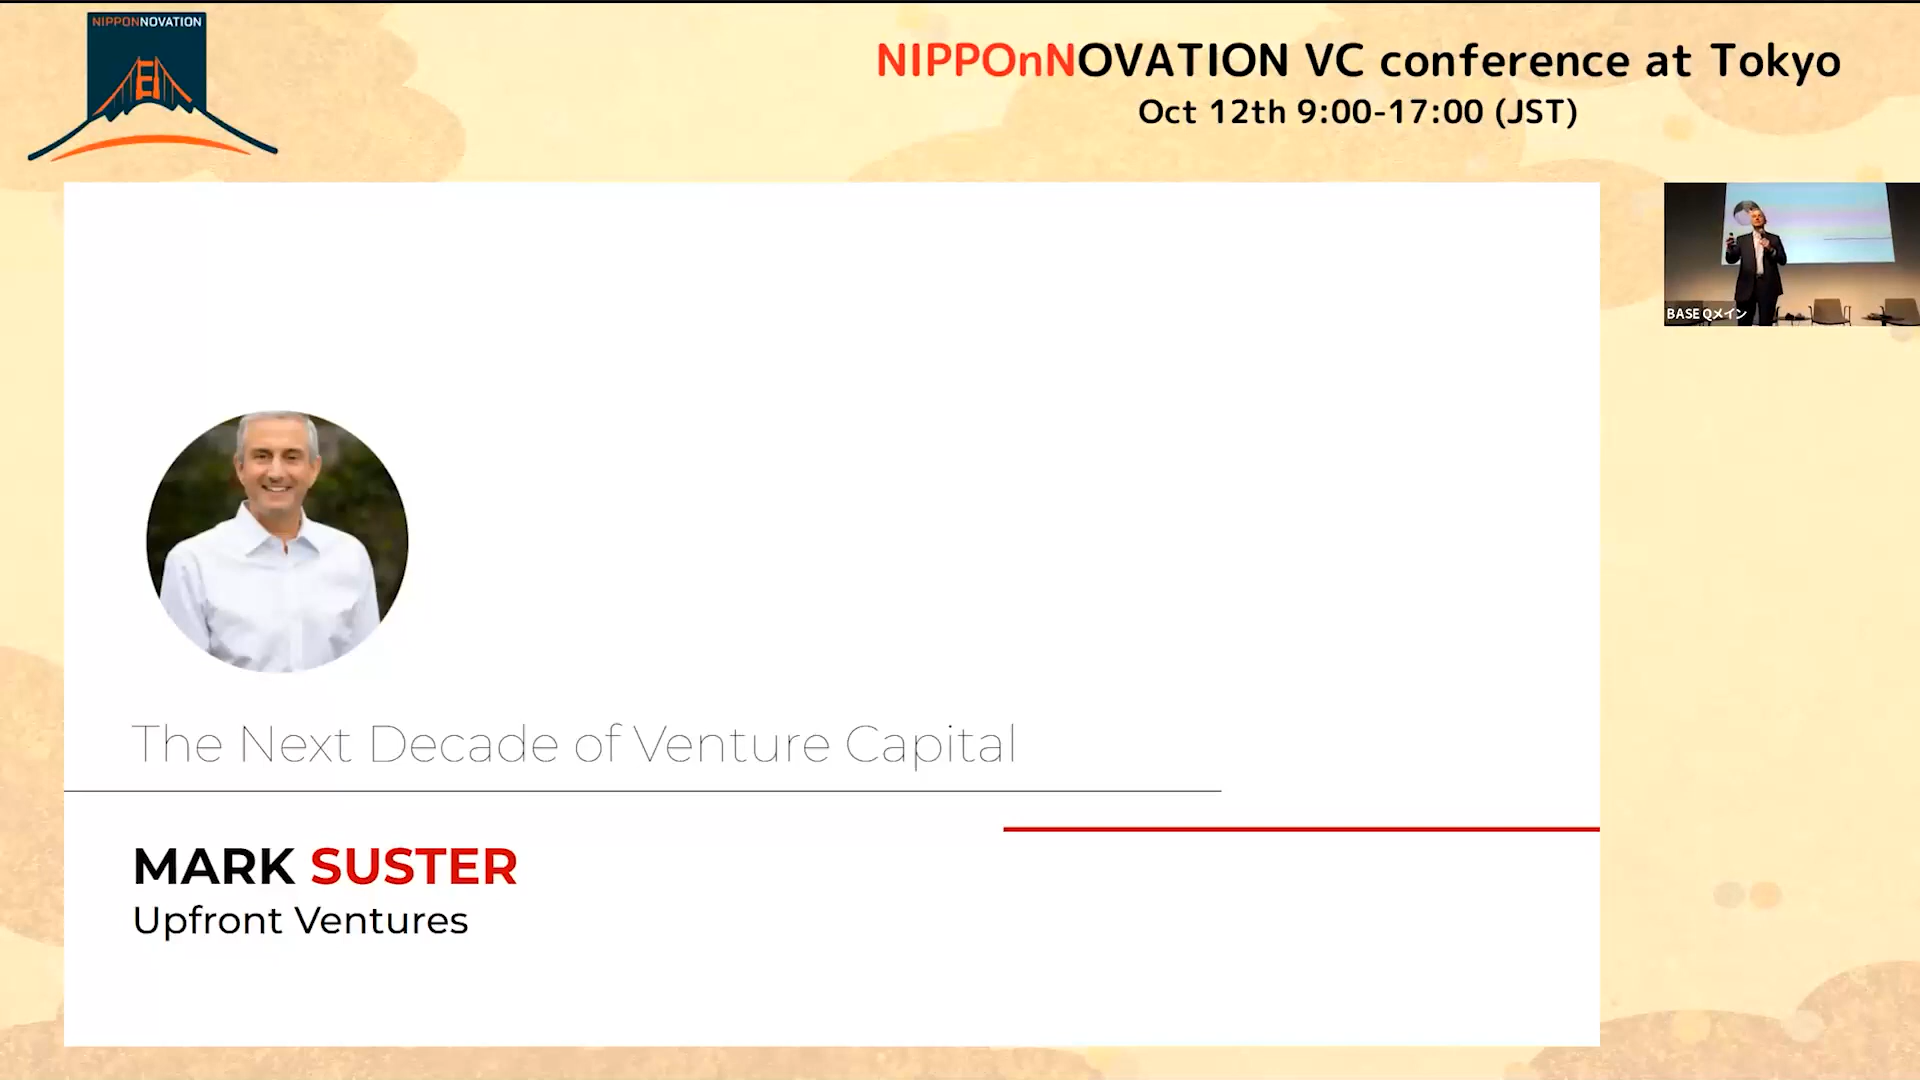 NIPPONNOVATION
NIPPOnNOVATION VC conference at Tokyo
Oct 12th 9:00-17:00 (JST)
BASE Qメイン
The Next Decade of Venture Capital
MARK SUSTER
Upfront Ventures